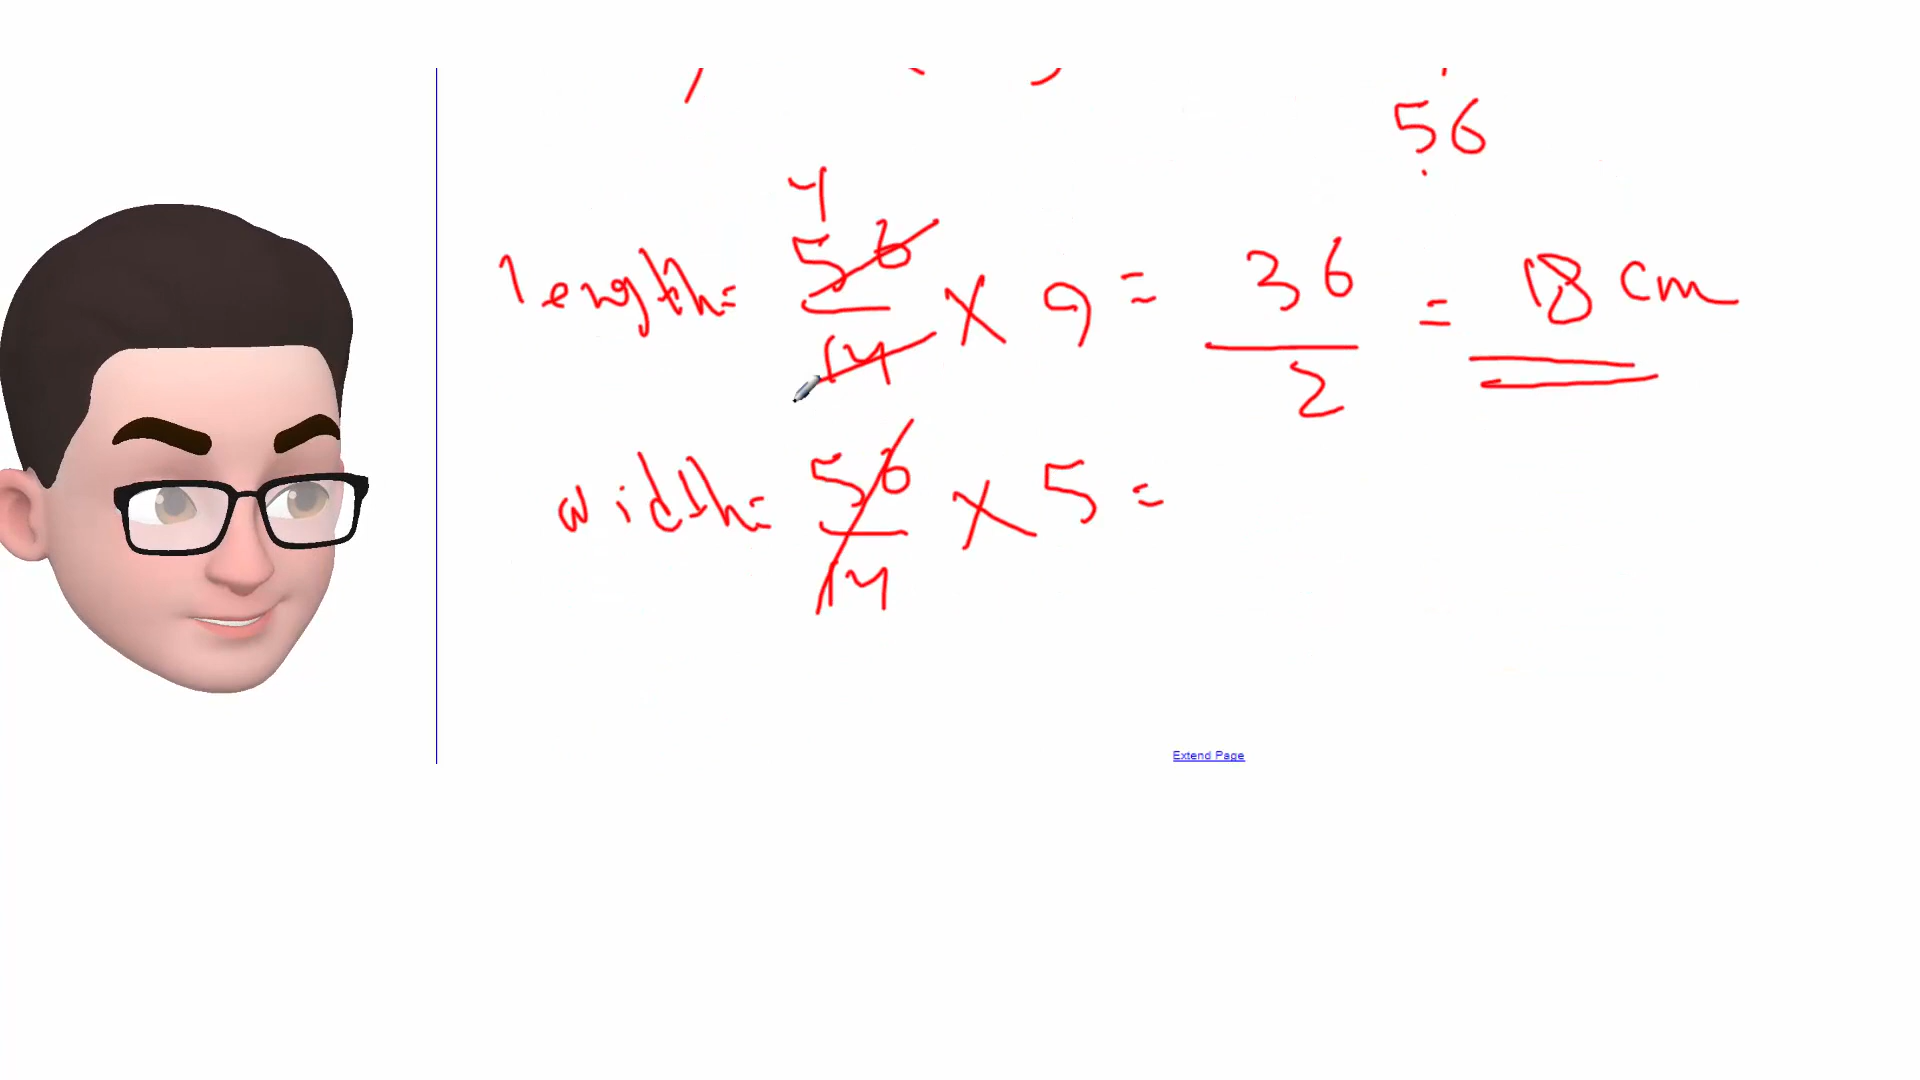 56
4
length = 56/14 × 9 = 36/2 = 18 cm
width = 56/14 × 5 =
Extend Page